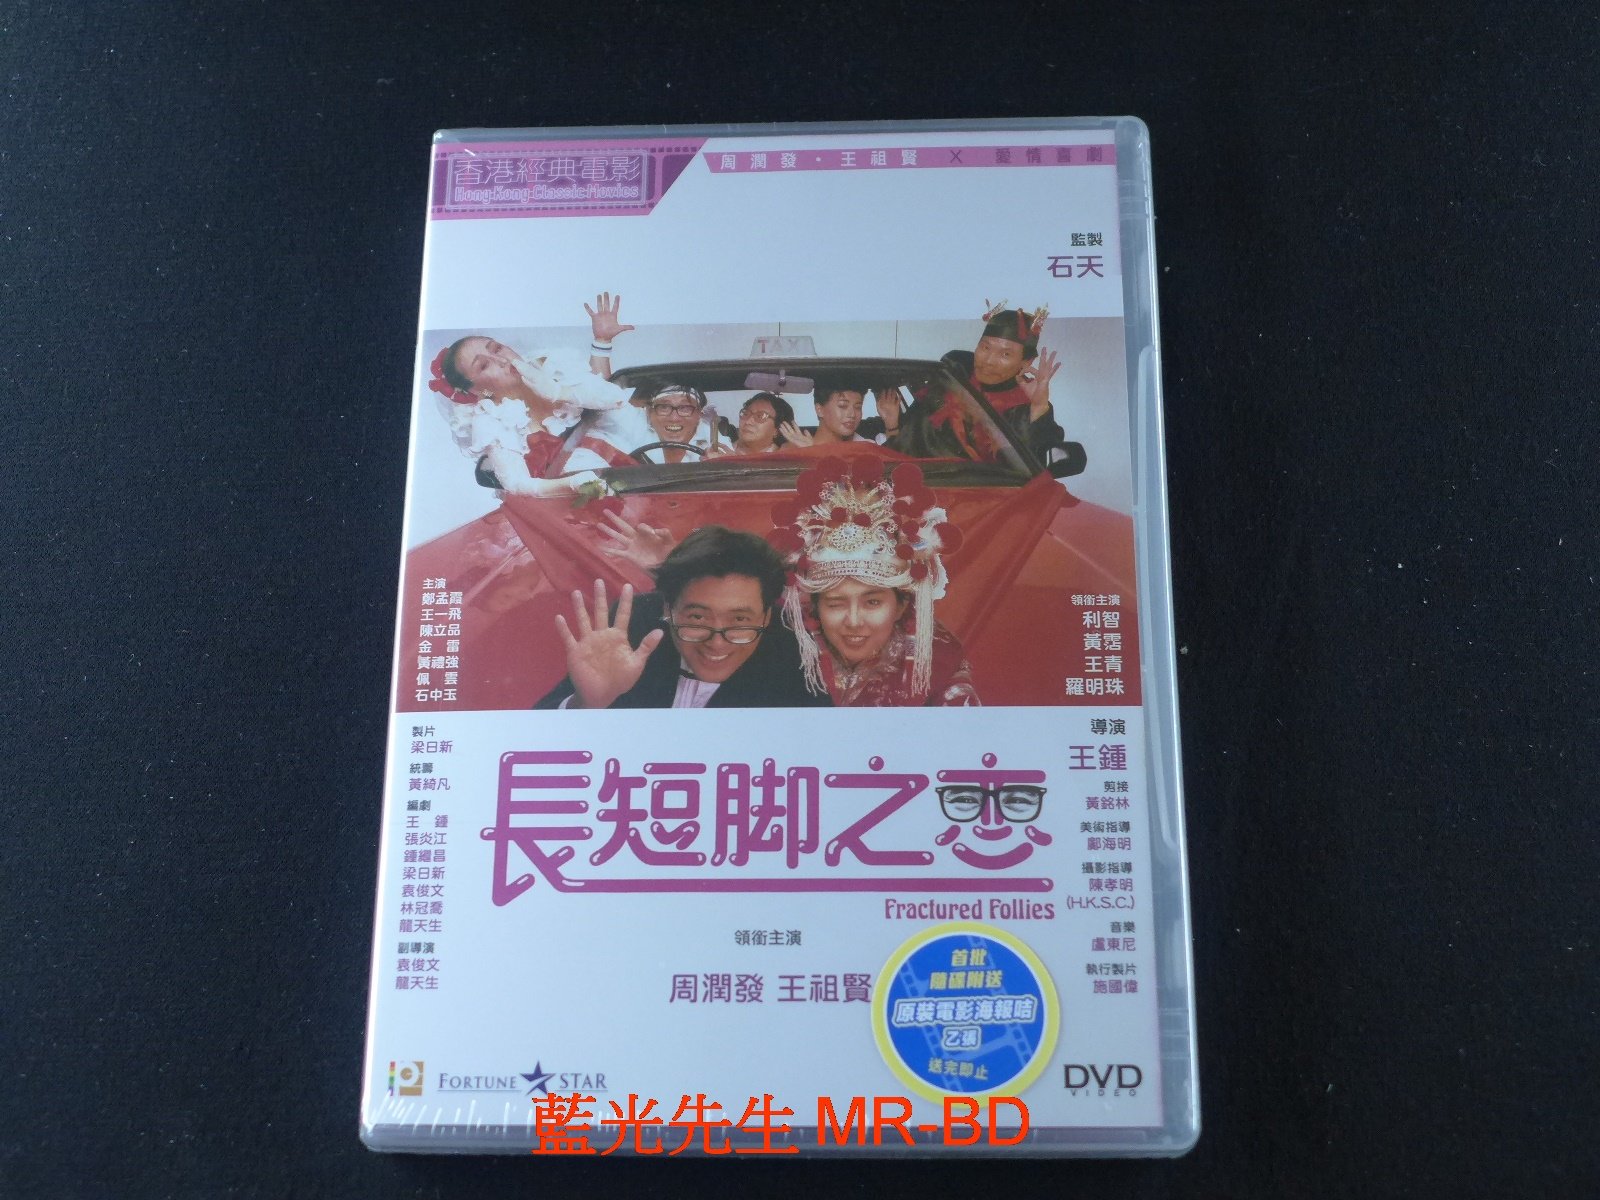 香港經典電影
Hong Kong Classic Movies
周潤發・王祖賢 X 愛情喜劇
監製
石天
TAXI
主演
鄭孟霞
王一飛
陳立品
金雷
黃禮強
佩雲
石中玉
領銜主演
利智
黃霑
王青
羅明珠
製片
梁日新
統籌
黃綺凡
編劇
王鍾
張炎江
鍾繼昌
梁日新
袁俊文
林冠喬
龍天生
副導演
袁俊文
龍天生
長短脚之恋
Fractured Follies
領銜主演
周潤發 王祖賢
導演
王鍾
剪接
黃銘林
美術指導
鄺海明
攝影指導
陳孝明
(H.K.S.C.)
音樂
盧東尼
執行製片
施國偉
首批
隨碟附送
原裝電影海報咭
乙張
送完即止
FORTUNE STAR
DVD
VIDEO
藍光先生 MR-BD